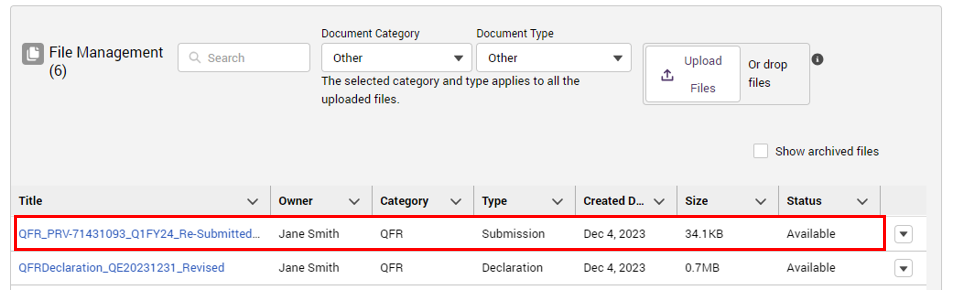 File Management
(6)
Search
Document Category
Other
Document Type
Other
The selected category and type applies to all the
uploaded files.
Upload
Files
Or drop
files
Show archived files
Title Owner Category Type Created D... Size Status
QFR_PRV-71431093_Q1FY24_Re-Submitted... Jane Smith QFR Submission Dec 4, 2023 34.1KB Available
QFRDeclaration_QE20231231_Revised Jane Smith QFR Declaration Dec 4, 2023 0.7MB Available